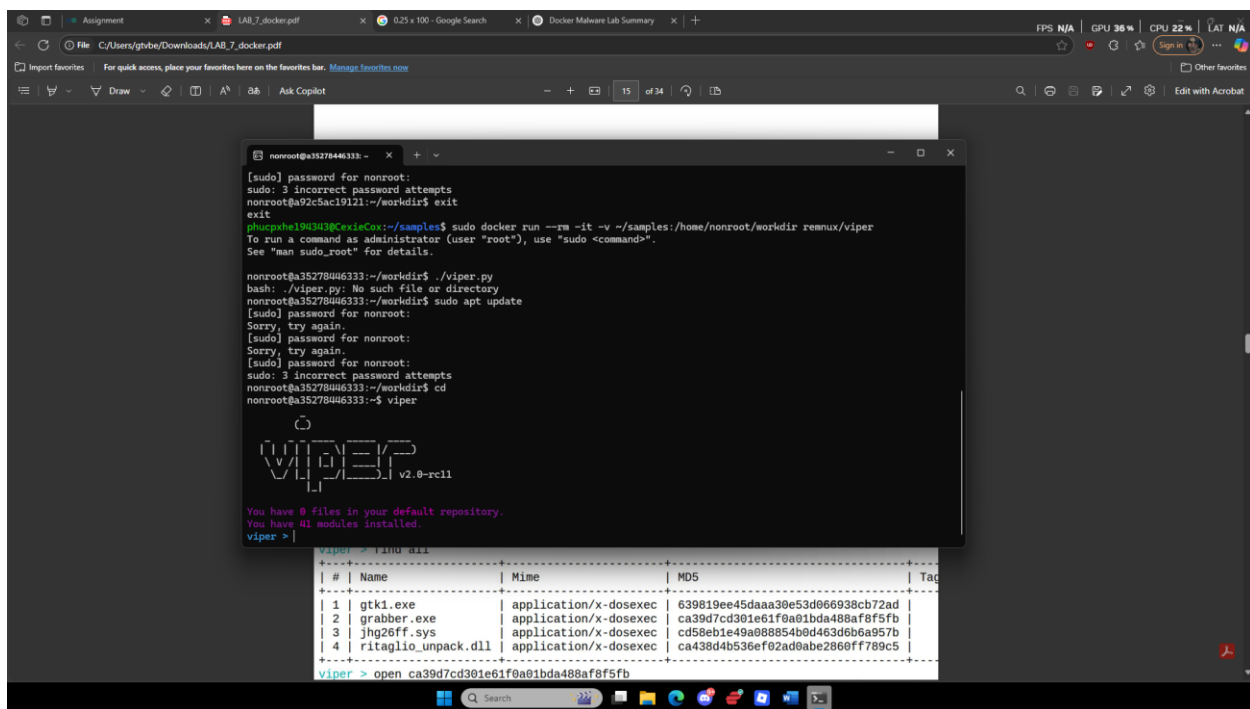 Assignment
LAB_7_docker.pdf
0.25 x 100 - Google Search
Docker Malware Lab Summary
FPS N/A GPU 36 % CPU 22 % LAT N/A
File C:/Users/gtvbe/Downloads/LAB_7_docker.pdf
Sign in
Import favorites For quick access, place your favorites here on the favorites bar. Manage favorites now
Other favorites
Draw Ask Copilot
15 of 34
Edit with Acrobat
nonroot@a35278446333: ~
[sudo] password for nonroot:
sudo: 3 incorrect password attempts
nonroot@a92c5ac19121:~/workdir$ exit
exit
phucpxhe194343@CexieCox:~/samples$ sudo docker run --rm -it -v ~/samples:/home/nonroot/workdir remnux/viper
To run a command as administrator (user "root"), use "sudo <command>".
See "man sudo_root" for details.
nonroot@a35278446333:~/workdir$ ./viper.py
bash: ./viper.py: No such file or directory
nonroot@a35278446333:~/workdir$ sudo apt update
[sudo] password for nonroot:
Sorry, try again.
[sudo] password for nonroot:
Sorry, try again.
[sudo] password for nonroot:
sudo: 3 incorrect password attempts
nonroot@a35278446333:~/workdir$ cd
nonroot@a35278446333:~$ viper
viper v2.0-rc11
You have 0 files in your default repository.
You have 41 modules installed.
viper >
viper > find all
| # | Name | Mime | MD5 | Tag
| 1 | gtk1.exe | application/x-dosexec | 639819ee45daaa30e53d066938cb72ad |
| 2 | grabber.exe | application/x-dosexec | ca39d7cd301e61f0a01bda488af8f5fb |
| 3 | jhg26ff.sys | application/x-dosexec | cd58eb1e49a088854b0d463d6b6a957b |
| 4 | ritaglio_unpack.dll | application/x-dosexec | ca438d4b536ef02ad0abe2860ff789c5 |
viper > open ca39d7cd301e61f0a01bda488af8f5fb
Search